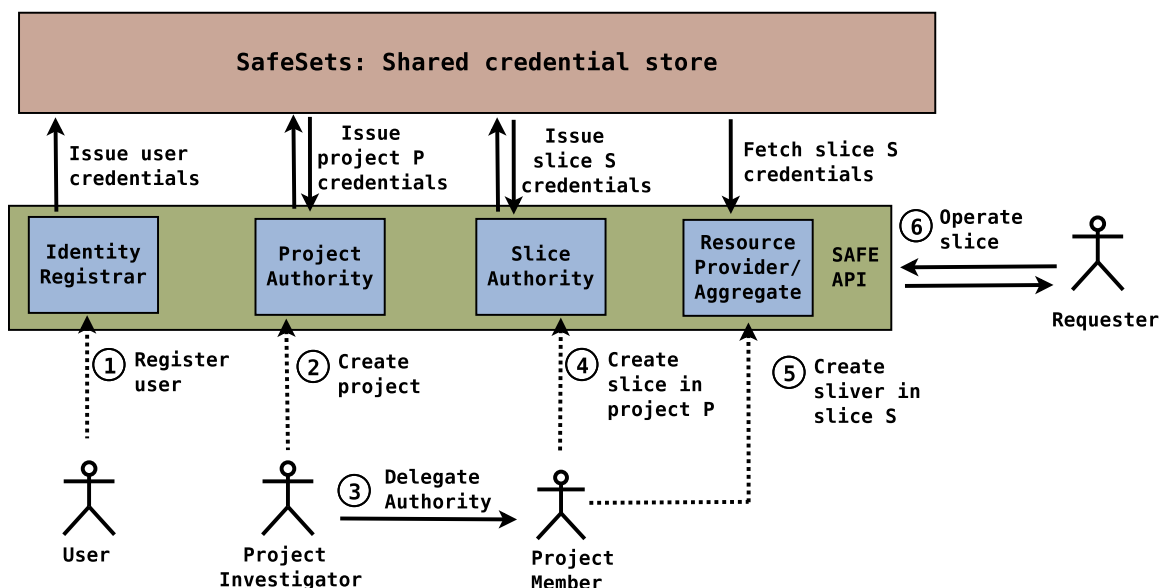 SafeSets: Shared credential store
Issue user
credentials
Issue
project P
credentials
Issue
slice S
credentials
Fetch slice S
credentials
Identity
Registrar
Project
Authority
Slice
Authority
Resource
Provider/
Aggregate
SAFE
API
6 Operate
slice
Requester
1 Register
user
2 Create
project
4 Create
slice in
project P
5 Create
sliver in
slice S
3 Delegate
Authority
User
Project
Investigator
Project
Member